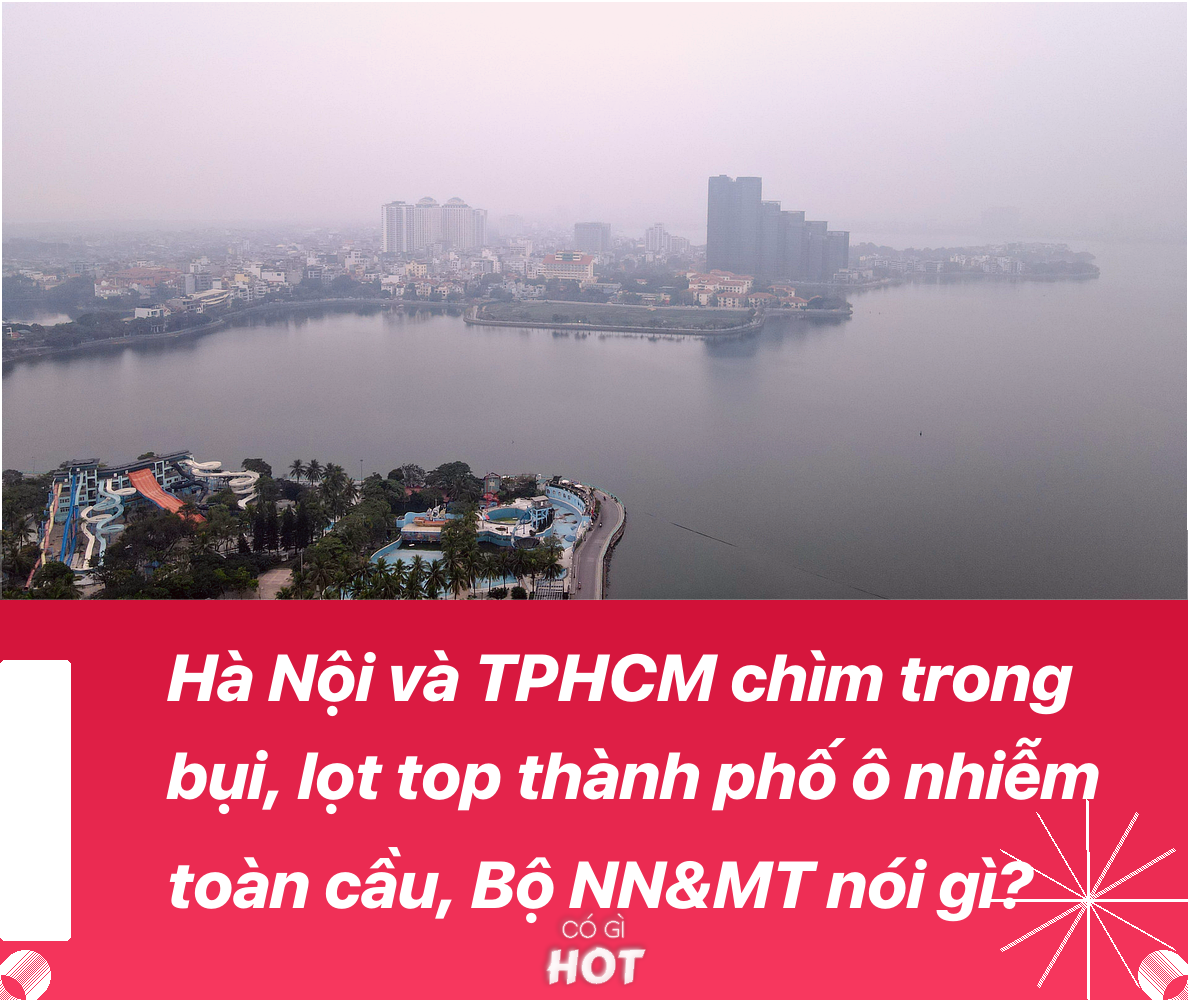 Hà Nội và TPHCM chìm trong
bụi, lọt top thành phố ô nhiễm
toàn cầu, Bộ NN&MT nói gì?
CÓ GÌ
HOT